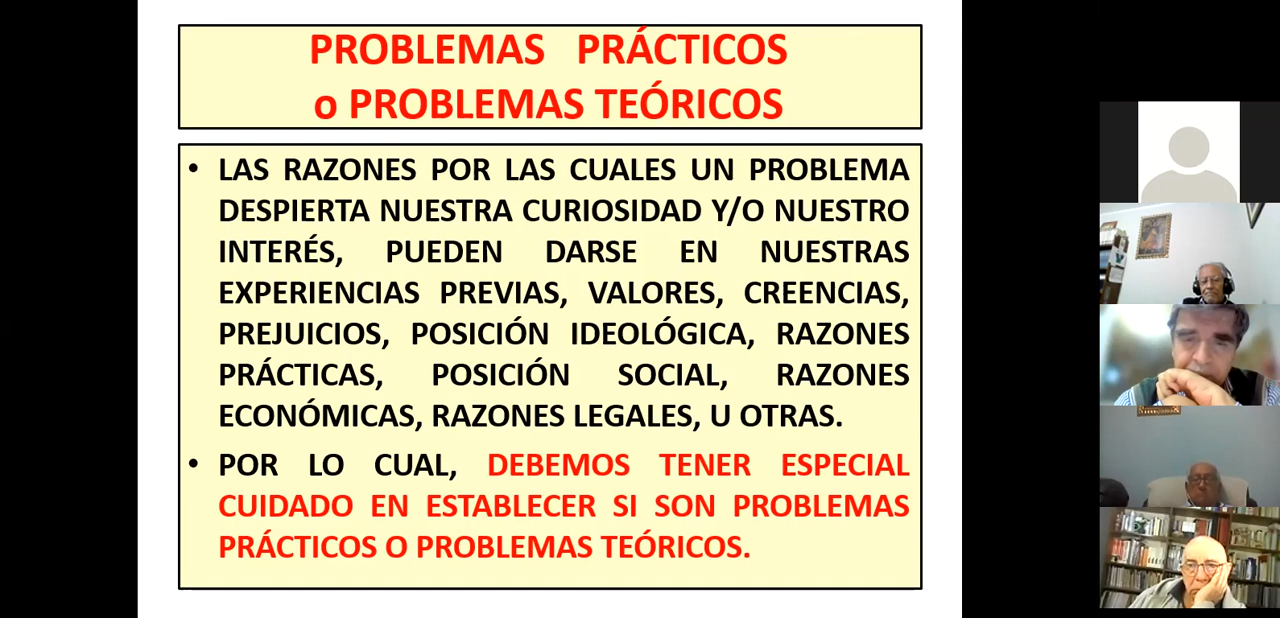 PROBLEMAS PRÁCTICOS
o PROBLEMAS TEÓRICOS
• LAS RAZONES POR LAS CUALES UN PROBLEMA
DESPIERTA NUESTRA CURIOSIDAD Y/O NUESTRO
INTERÉS, PUEDEN DARSE EN NUESTRAS
EXPERIENCIAS PREVIAS, VALORES, CREENCIAS,
PREJUICIOS, POSICIÓN IDEOLÓGICA, RAZONES
PRÁCTICAS, POSICIÓN SOCIAL, RAZONES
ECONÓMICAS, RAZONES LEGALES, U OTRAS.
• POR LO CUAL, DEBEMOS TENER ESPECIAL
CUIDADO EN ESTABLECER SI SON PROBLEMAS
PRÁCTICOS O PROBLEMAS TEÓRICOS.